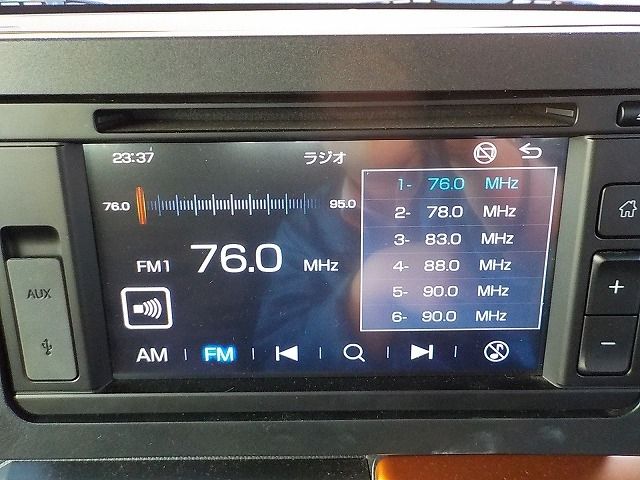 23:37 ラジオ
76.0 95.0
FM1 76.0 MHz
1- 76.0 MHz
2- 78.0 MHz
3- 83.0 MHz
4- 88.0 MHz
5- 90.0 MHz
6- 90.0 MHz
AM FM
AUX